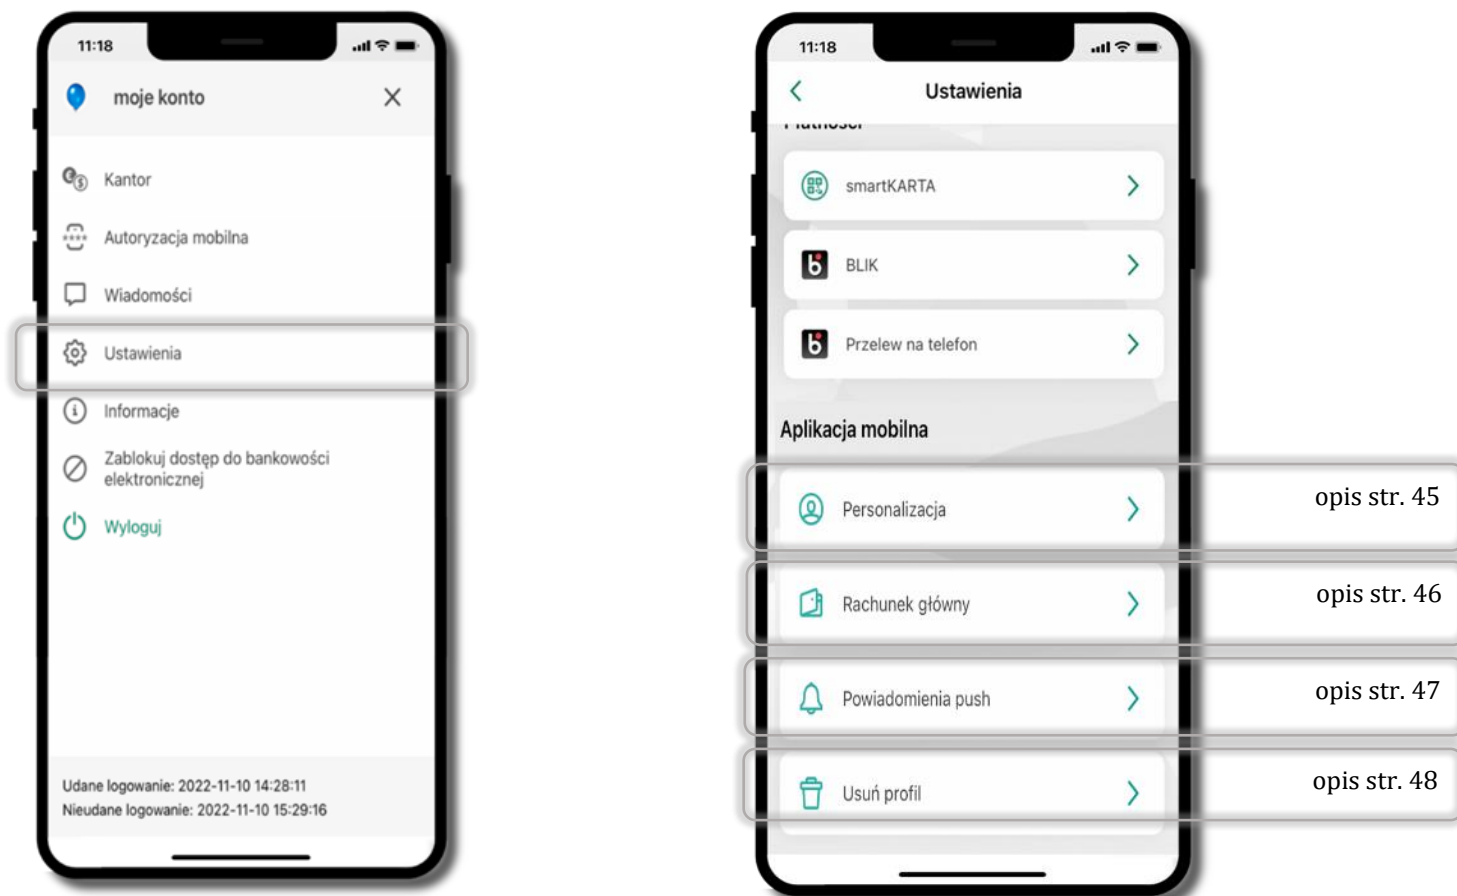 11:18
moje konto
Kantor
Autoryzacja mobilna
Wiadomości
Ustawienia
Informacje
Zablokuj dostęp do bankowości
elektronicznej
Wyloguj
Udane logowanie: 2022-11-10 14:28:11
Nieudane logowanie: 2022-11-10 15:29:16
11:18
Ustawienia
Płatności
smartKARTA
BLIK
Przelew na telefon
Aplikacja mobilna
Personalizacja
opis str. 45
Rachunek główny
opis str. 46
Powiadomienia push
opis str. 47
Usuń profil
opis str. 48